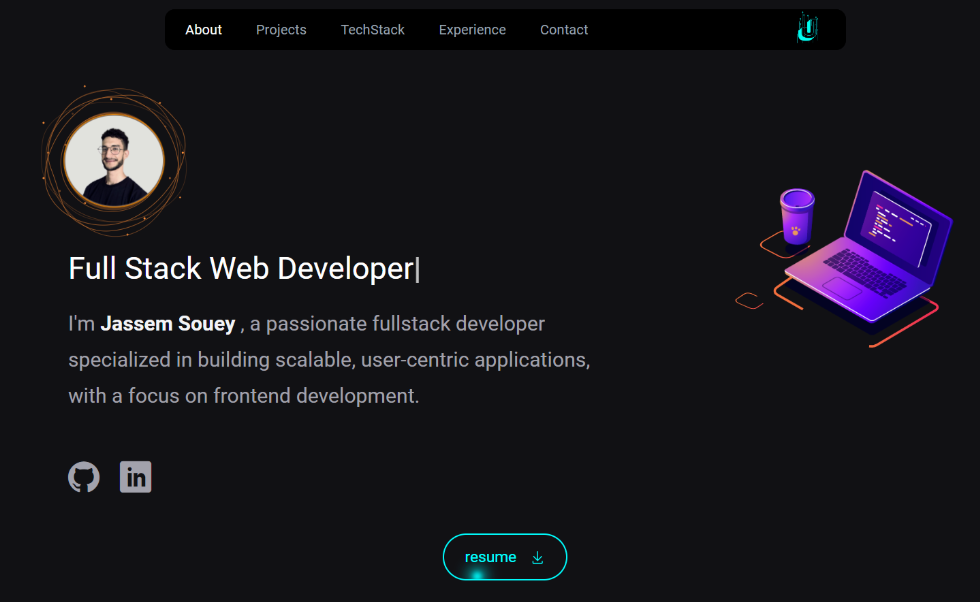 About Projects TechStack Experience Contact
Full Stack Web Developer|
I'm Jassem Souey , a passionate fullstack developer
specialized in building scalable, user-centric applications,
with a focus on frontend development.
in
resume